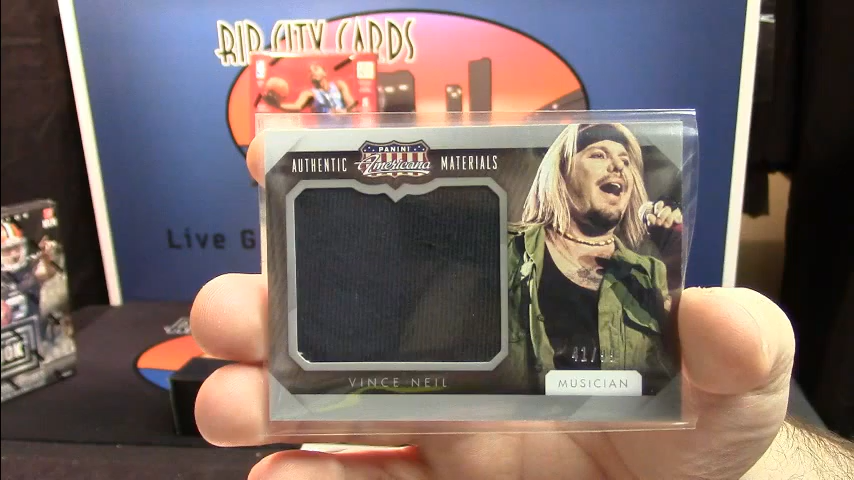 RIP CITY CARDS
Live G
AUTHENTIC
PANINI
Americana
MATERIALS
VINCE NEIL
MUSICIAN